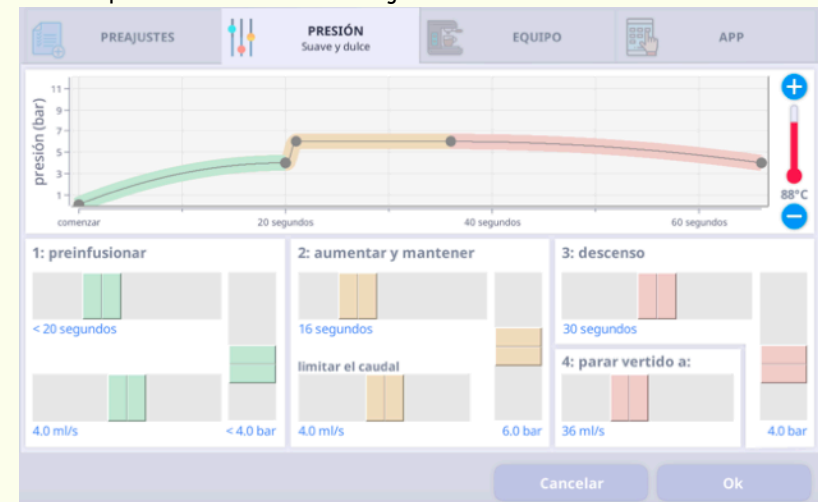 PREAJUSTES
PRESIÓN
Suave y dulce
EQUIPO
APP
presión (bar)
11
9
7
5
3
1
comenzar
20 segundos
40 segundos
60 segundos
88°C
1: preinfusionar
< 20 segundos
4.0 ml/s
< 4.0 bar
2: aumentar y mantener
16 segundos
limitar el caudal
4.0 ml/s
6.0 bar
3: descenso
30 segundos
4: parar vertido a:
36 ml/s
4.0 bar
Cancelar
Ok